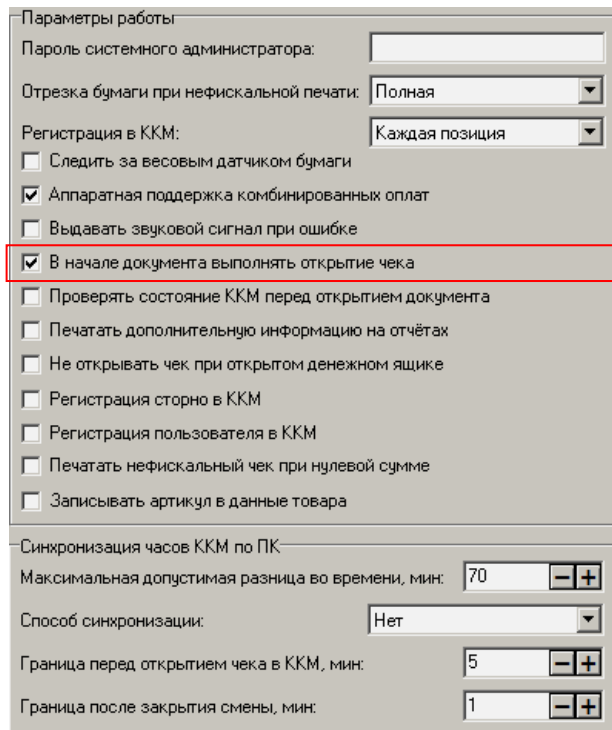 Параметры работы
Пароль системного администратора:
Отрезка бумаги при нефискальной печати: Полная
Регистрация в ККМ: Каждая позиция
Следить за весовым датчиком бумаги
Аппаратная поддержка комбинированных оплат
Выдавать звуковой сигнал при ошибке
В начале документа выполнять открытие чека
Проверять состояние ККМ перед открытием документа
Печатать дополнительную информацию на отчётах
Не открывать чек при открытом денежном ящике
Регистрация сторно в ККМ
Регистрация пользователя в ККМ
Печатать нефискальный чек при нулевой сумме
Записывать артикул в данные товара
Синхронизация часов ККМ по ПК
Максимальная допустимая разница во времени, мин: 70
Способ синхронизации: Нет
Граница перед открытием чека в ККМ, мин: 5
Граница после закрытия смены, мин: 1